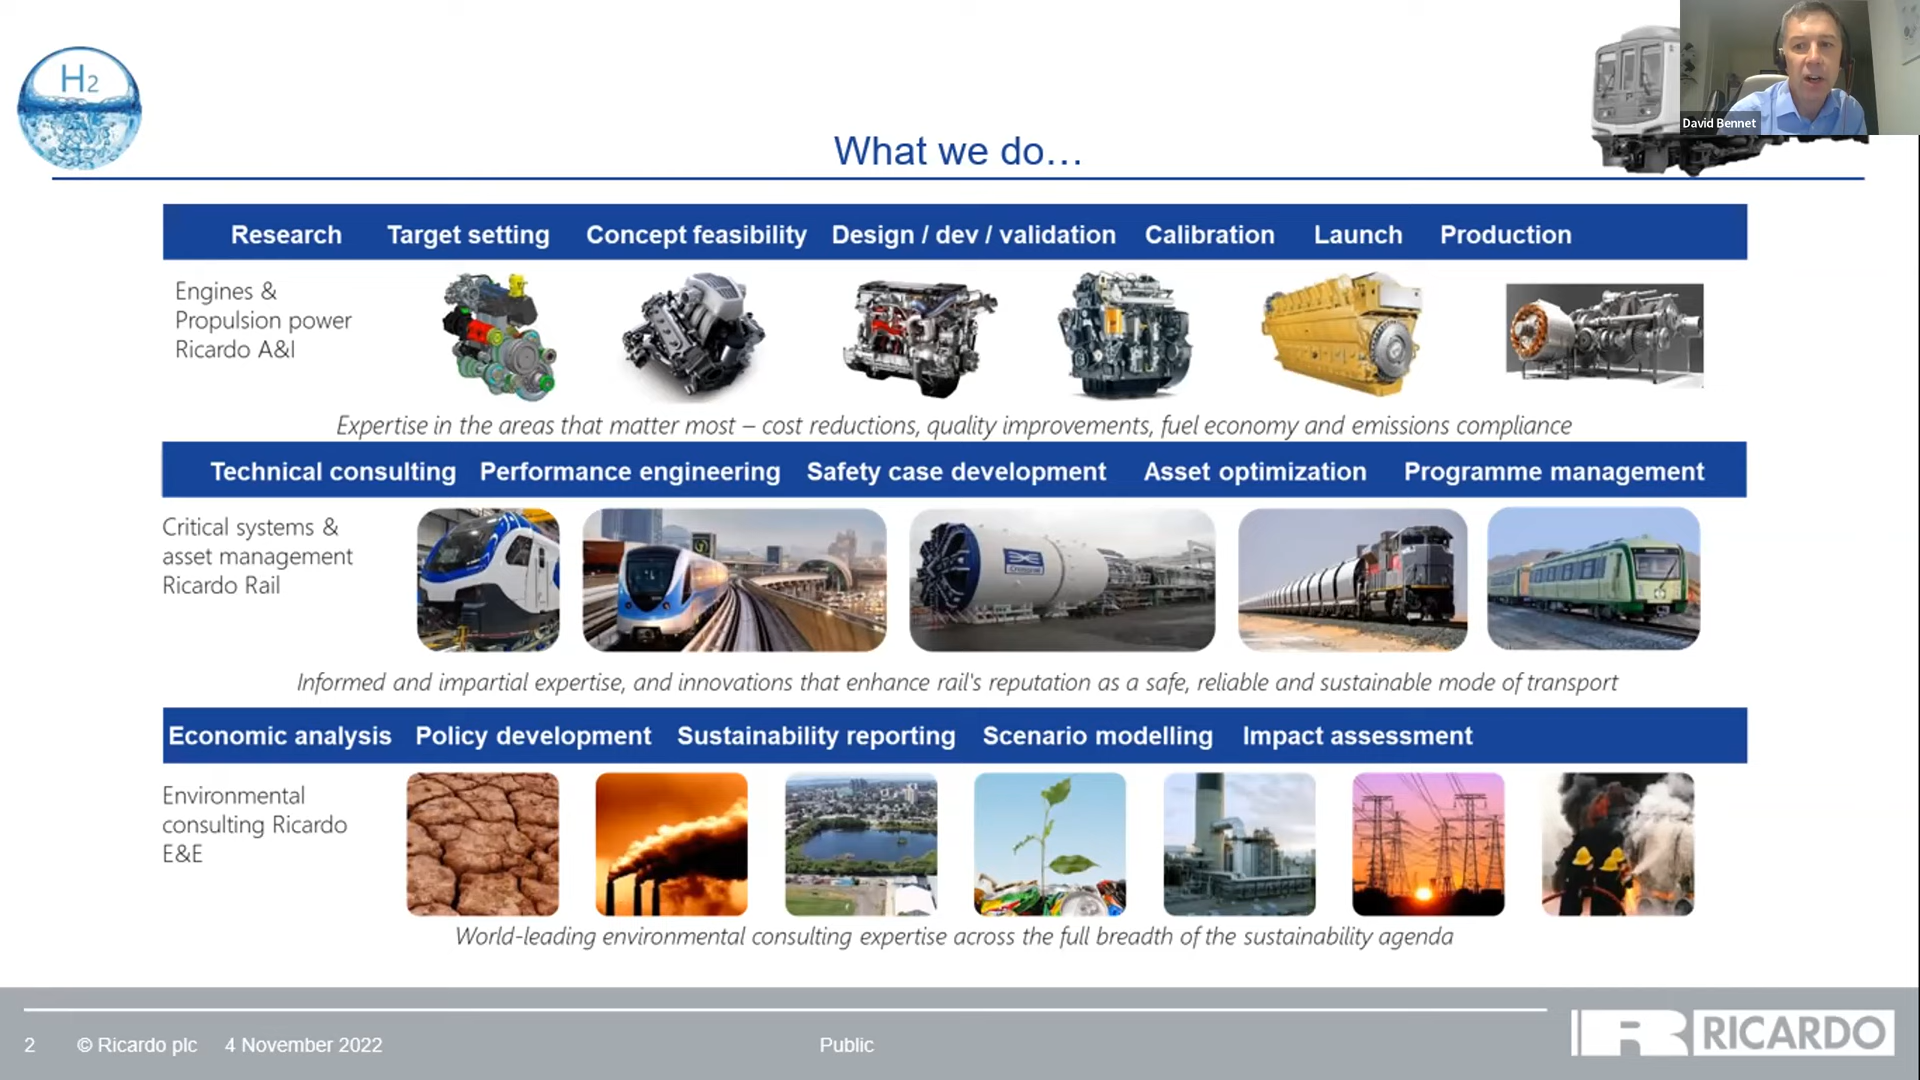 H2
David Bennet
What we do…
Research Target setting Concept feasibility Design / dev / validation Calibration Launch Production
Engines &
Propulsion power
Ricardo A&I
Expertise in the areas that matter most – cost reductions, quality improvements, fuel economy and emissions compliance
Technical consulting Performance engineering Safety case development Asset optimization Programme management
Critical systems &
asset management
Ricardo Rail
Crossrail
Informed and impartial expertise, and innovations that enhance rail's reputation as a safe, reliable and sustainable mode of transport
Economic analysis Policy development Sustainability reporting Scenario modelling Impact assessment
Environmental
consulting Ricardo
E&E
World-leading environmental consulting expertise across the full breadth of the sustainability agenda
2 © Ricardo plc 4 November 2022 Public
RICARDO